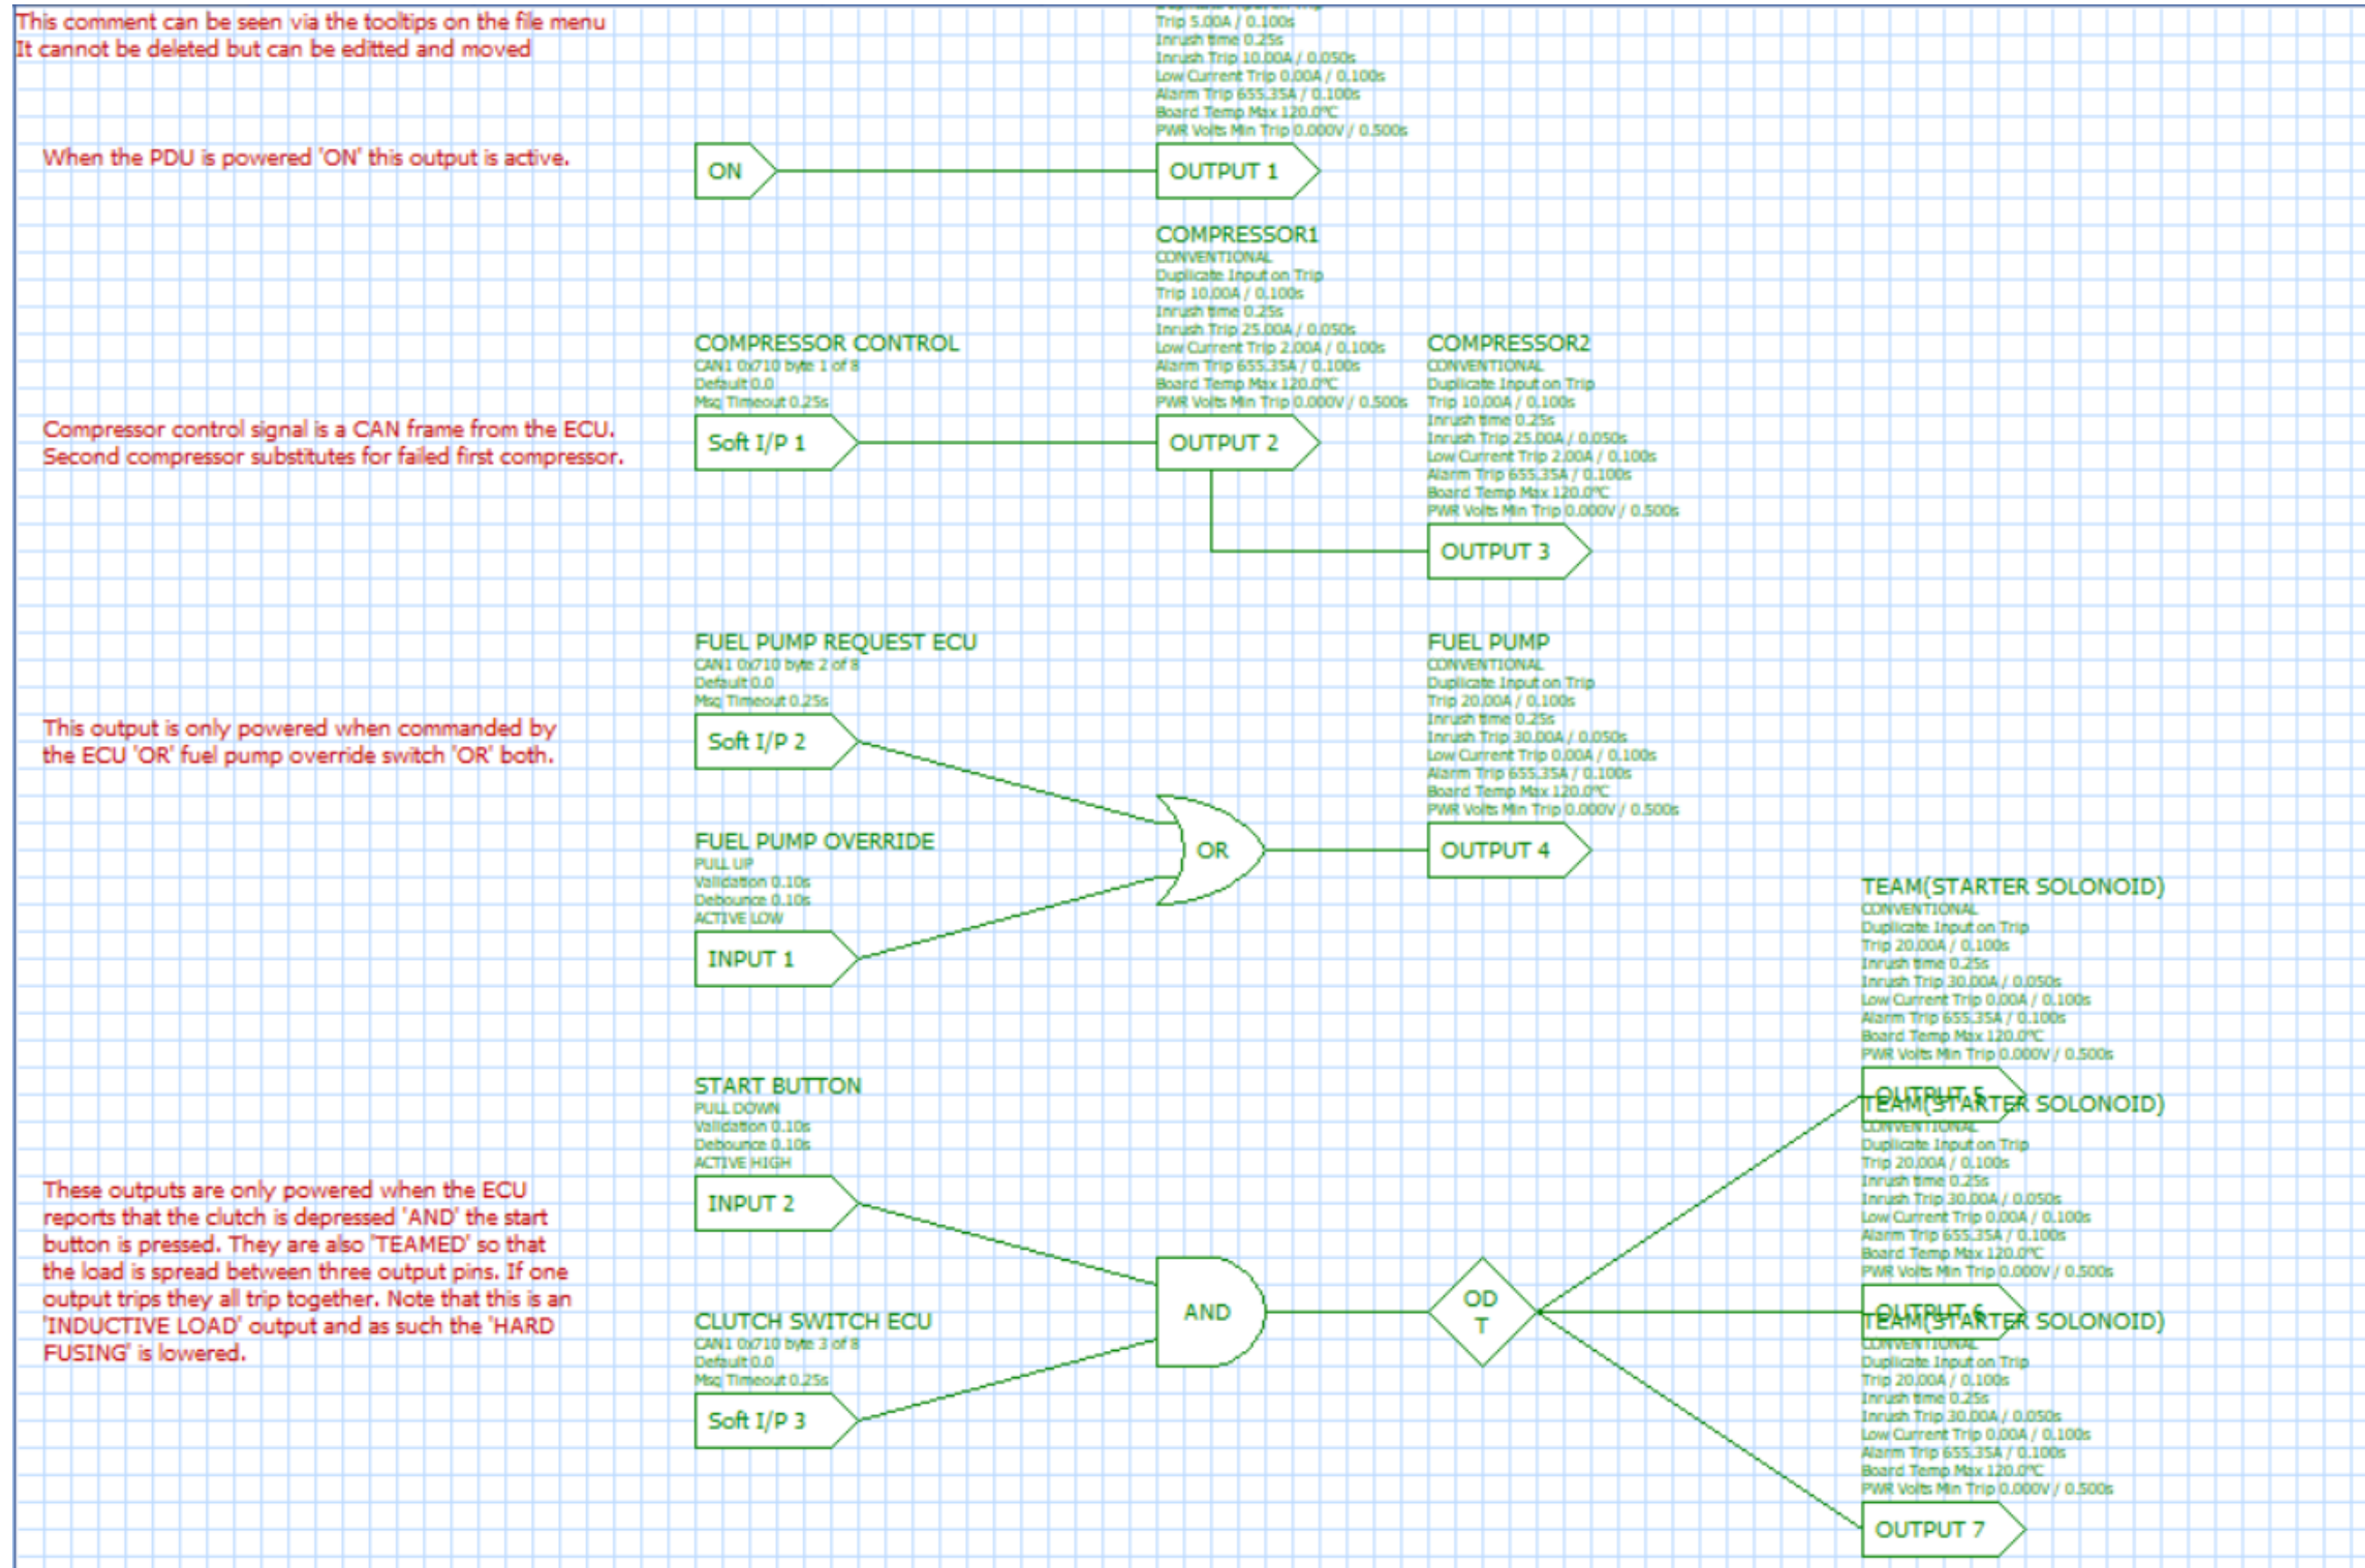 This comment can be seen via the tooltips on the file menu
It cannot be deleted but can be editted and moved
Trip 5.00A / 0.100s
Inrush time 0.25s
Inrush Trip 10.00A / 0.050s
Low Current Trip 0.00A / 0.100s
Alarm Trip 655.35A / 0.100s
Board Temp Max 120.0ºC
PWR Volts Min Trip 0.000V / 0.500s
When the PDU is powered 'ON' this output is active.
ON
OUTPUT 1
COMPRESSOR1
CONVENTIONAL
Duplicate Input on Trip
Trip 10.00A / 0.100s
Inrush time 0.25s
Inrush Trip 25.00A / 0.050s
Low Current Trip 2.00A / 0.100s
Alarm Trip 655.35A / 0.100s
Board Temp Max 120.0ºC
PWR Volts Min Trip 0.000V / 0.500s
COMPRESSOR CONTROL
CAN1 0x710 byte 1 of 8
Default 0.0
Msg Timeout 0.25s
Compressor control signal is a CAN frame from the ECU.
Second compressor substitutes for failed first compressor.
Soft I/P 1
OUTPUT 2
COMPRESSOR2
CONVENTIONAL
Duplicate Input on Trip
Trip 10.00A / 0.100s
Inrush time 0.25s
Inrush Trip 25.00A / 0.050s
Low Current Trip 2.00A / 0.100s
Alarm Trip 655.35A / 0.100s
Board Temp Max 120.0ºC
PWR Volts Min Trip 0.000V / 0.500s
OUTPUT 3
FUEL PUMP REQUEST ECU
CAN1 0x710 byte 2 of 8
Default 0.0
Msg Timeout 0.25s
This output is only powered when commanded by
the ECU 'OR' fuel pump override switch 'OR' both.
Soft I/P 2
FUEL PUMP OVERRIDE
PULL UP
Validation 0.10s
Debounce 0.10s
ACTIVE LOW
INPUT 1
OR
FUEL PUMP
CONVENTIONAL
Duplicate Input on Trip
Trip 20.00A / 0.100s
Inrush time 0.25s
Inrush Trip 30.00A / 0.050s
Low Current Trip 0.00A / 0.100s
Alarm Trip 655.35A / 0.100s
Board Temp Max 120.0ºC
PWR Volts Min Trip 0.000V / 0.500s
OUTPUT 4
START BUTTON
PULL DOWN
Validation 0.10s
Debounce 0.10s
ACTIVE HIGH
INPUT 2
These outputs are only powered when the ECU
reports that the clutch is depressed 'AND' the start
button is pressed. They are also 'TEAMED' so that
the load is spread between three output pins. If one
output trips they all trip together. Note that this is an
'INDUCTIVE LOAD' output and as such the 'HARD
FUSING' is lowered.
CLUTCH SWITCH ECU
CAN1 0x710 byte 3 of 8
Default 0.0
Msg Timeout 0.25s
Soft I/P 3
AND
OD
T
TEAM(STARTER SOLONOID)
CONVENTIONAL
Duplicate Input on Trip
Trip 20.00A / 0.100s
Inrush time 0.25s
Inrush Trip 30.00A / 0.050s
Low Current Trip 0.00A / 0.100s
Alarm Trip 655.35A / 0.100s
Board Temp Max 120.0ºC
PWR Volts Min Trip 0.000V / 0.500s
OUTPUT 5
TEAM(STARTER SOLONOID)
CONVENTIONAL
Duplicate Input on Trip
Trip 20.00A / 0.100s
Inrush time 0.25s
Inrush Trip 30.00A / 0.050s
Low Current Trip 0.00A / 0.100s
Alarm Trip 655.35A / 0.100s
Board Temp Max 120.0ºC
PWR Volts Min Trip 0.000V / 0.500s
OUTPUT 6
TEAM(STARTER SOLONOID)
CONVENTIONAL
Duplicate Input on Trip
Trip 20.00A / 0.100s
Inrush time 0.25s
Inrush Trip 30.00A / 0.050s
Low Current Trip 0.00A / 0.100s
Alarm Trip 655.35A / 0.100s
Board Temp Max 120.0ºC
PWR Volts Min Trip 0.000V / 0.500s
OUTPUT 7